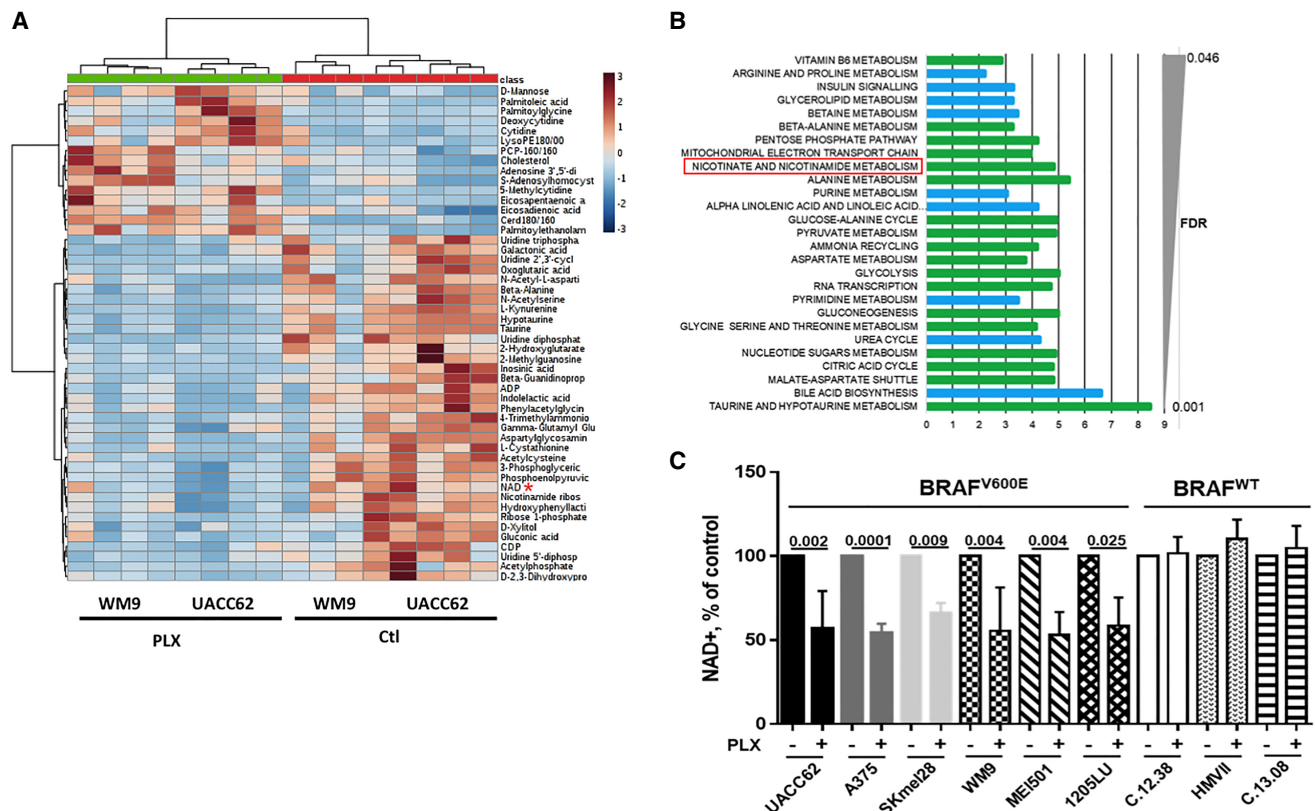 A
class
D-Mannose
Palmitoleic acid
Palmitoylglycine
Deoxycytidine
Cytidine
LysoPE180/00
PCP-160/160
Cholesterol
Adenosine 3',5'-di
S-Adenosylhomocyst
5-Methylcytidine
Eicosapentaenoic a
Eicosadienoic acid
Cerd180/160
Palmitoylethanolam
Uridine triphospha
Galactonic acid
Uridine 2',3'-cycl
Oxoglutaric acid
N-Acetyl-L-asparti
Beta-Alanine
N-Acetylserine
L-Kynurenine
Hypotaurine
Taurine
Uridine diphosphat
2-Hydroxyglutarate
2-Methylguanosine
Inosinic acid
Beta-Guanidinoprop
ADP
Indolelactic acid
Phenylacetylglycin
4-Trimethylammonio
Gamma-Glutamyl Glu
Aspartylglycosamin
L-Cystathionine
Acetylcysteine
3-Phosphoglyceric
Phosphoenolpyruvic
NAD *
Nicotinamide ribos
Hydroxyphenyllacti
Ribose 1-phosphate
D-Xylitol
Gluconic acid
CDP
Uridine 5'-diphosp
Acetylphosphate
D-2,3-Dihydroxypro
3
2
1
0
-1
-2
-3
WM9 UACC62 WM9 UACC62
PLX Ctl
B
VITAMIN B6 METABOLISM
ARGININE AND PROLINE METABOLISM
INSULIN SIGNALLING
GLYCEROLIPID METABOLISM
BETAINE METABOLISM
BETA-ALANINE METABOLISM
PENTOSE PHOSPHATE PATHWAY
MITOCHONDRIAL ELECTRON TRANSPORT CHAIN
NICOTINATE AND NICOTINAMIDE METABOLISM
ALANINE METABOLISM
PURINE METABOLISM
ALPHA LINOLENIC ACID AND LINOLEIC ACID...
GLUCOSE-ALANINE CYCLE
PYRUVATE METABOLISM
AMMONIA RECYCLING
ASPARTATE METABOLISM
GLYCOLYSIS
RNA TRANSCRIPTION
PYRIMIDINE METABOLISM
GLUCONEOGENESIS
GLYCINE SERINE AND THREONINE METABOLISM
UREA CYCLE
NUCLEOTIDE SUGARS METABOLISM
CITRIC ACID CYCLE
MALATE-ASPARTATE SHUTTLE
BILE ACID BIOSYNTHESIS
TAURINE AND HYPOTAURINE METABOLISM
0 1 2 3 4 5 6 7 8 9
0.046
FDR
0.001
C
NAD+, % of control
150
100
50
0
BRAFV600E BRAFWT
0.002 0.0001 0.009 0.004 0.004 0.025
PLX - + - + - + - + - + - + - + - + - +
UACC62 A375 SKmel28 WM9 MEI501 1205LU C.12.38 HMVII C.13.08